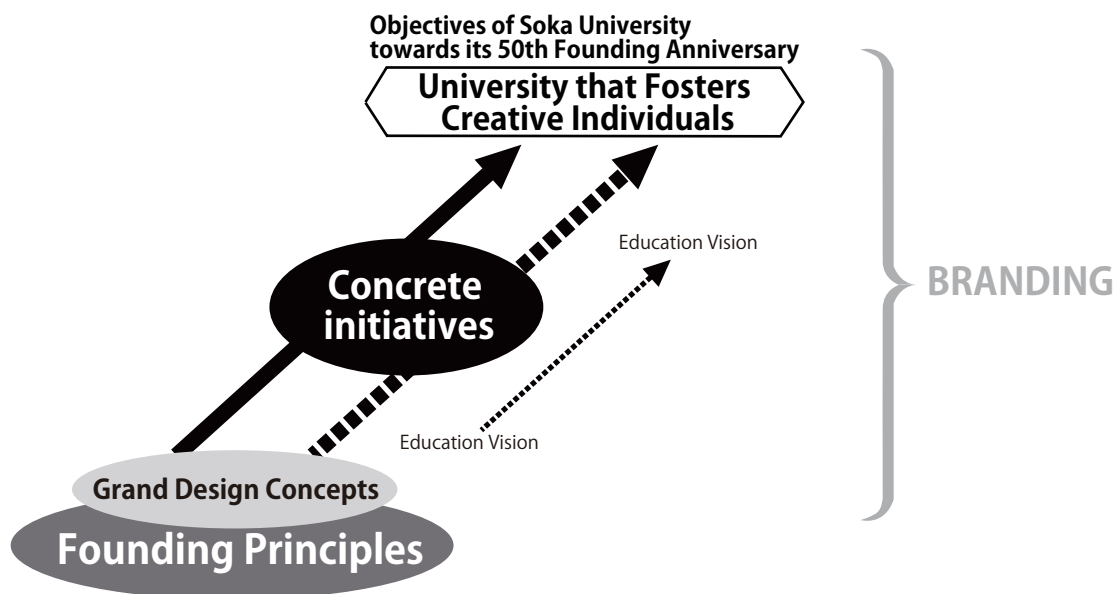 Objectives of Soka University
towards its 50th Founding Anniversary
University that Fosters
Creative Individuals
Education Vision
Concrete
initiatives
BRANDING
Education Vision
Grand Design Concepts
Founding Principles